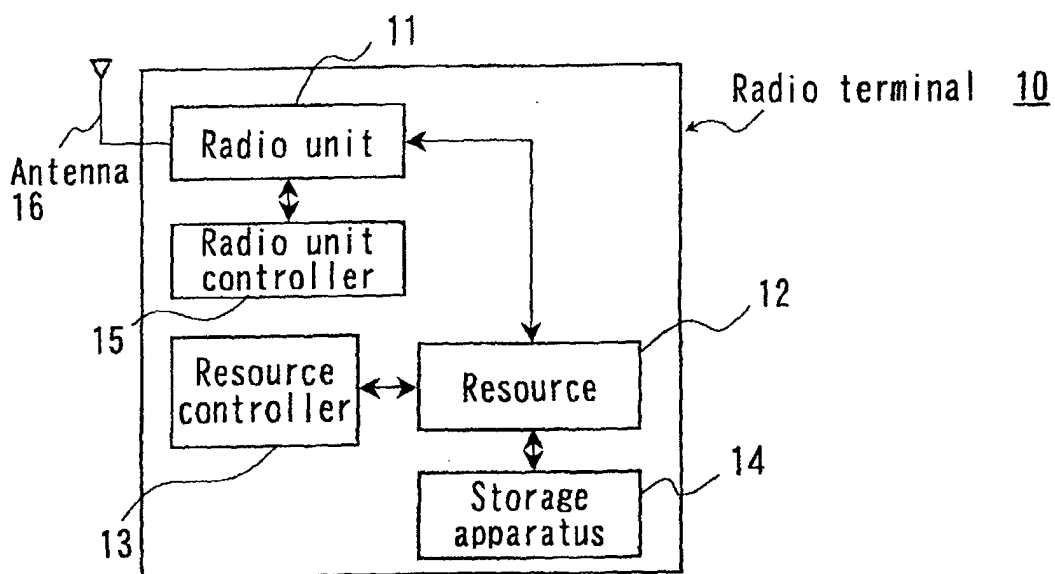 11
Radio terminal 10
Radio unit
Antenna
16
Radio unit
controller
15
12
Resource
controller
Resource
14
Storage
apparatus
13